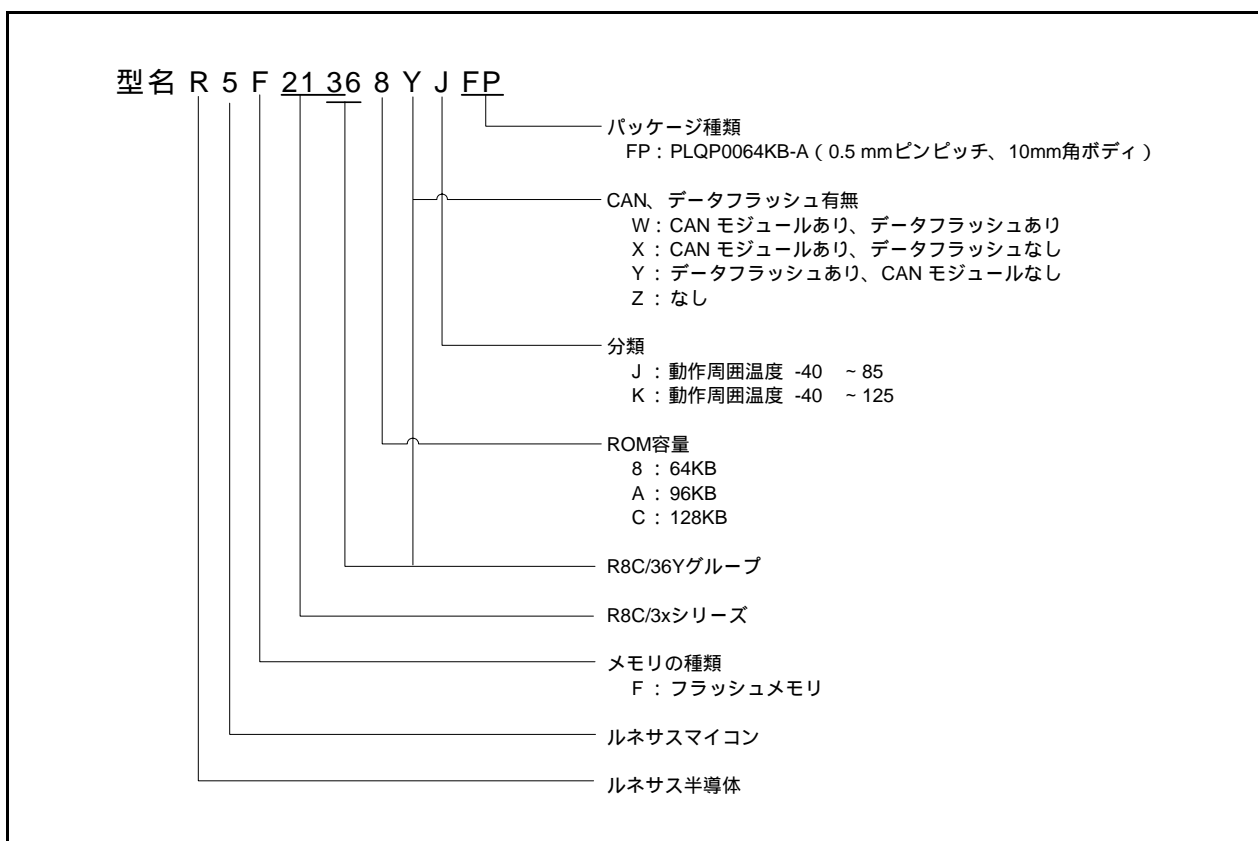 型名 R 5 F 21 36 8 Y J FP
パッケージ種類
FP : PLQP0064KB-A ( 0.5 mmピンピッチ、10mm角ボディ )
CAN、データフラッシュ有無
W : CAN モジュールあり、データフラッシュあり
X : CAN モジュールあり、データフラッシュなし
Y : データフラッシュあり、CAN モジュールなし
Z : なし
分類
J : 動作周囲温度 -40 ~ 85
K : 動作周囲温度 -40 ~ 125
ROM容量
8 : 64KB
A : 96KB
C : 128KB
R8C/36Yグループ
R8C/3xシリーズ
メモリの種類
F : フラッシュメモリ
ルネサスマイコン
ルネサス半導体